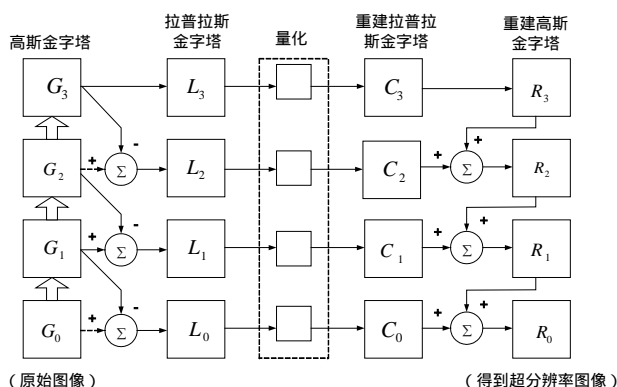 高斯金字塔
拉普拉斯
金字塔
量化
重建拉普拉
斯金字塔
重建高斯
金字塔
G3 L3 C3 R3
- + +
G2 + Σ L2 C2 + Σ R2
- + +
G1 + Σ L1 C1 + Σ R1
- +
G0 + Σ L0 C0 + Σ R0
(原始图像)
(得到超分辨率图像)